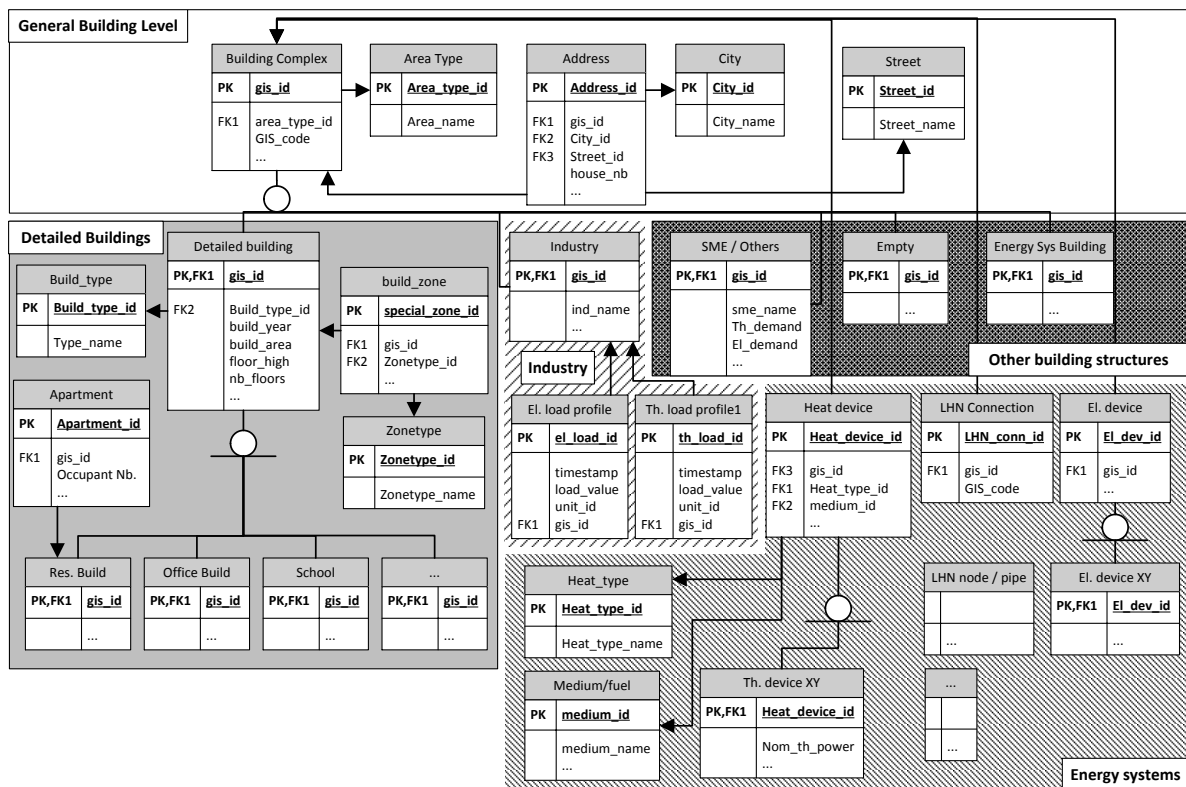 General Building Level
Building Complex
PK gis_id
FK1 area_type_id
GIS_code
...
Area Type
PK Area_type_id
Area_name
Address
PK Address_id
FK1 gis_id
FK2 City_id
FK3 Street_id
house_nb
...
City
PK City_id
City_name
Street
PK Street_id
Street_name
Detailed Buildings
Build_type
PK Build_type_id
Type_name
Detailed building
PK,FK1 gis_id
FK2 Build_type_id
build_year
build_area
floor_high
nb_floors
...
build_zone
PK special_zone_id
FK1 gis_id
FK2 Zonetype_id
...
Apartment
PK Apartment_id
FK1 gis_id
Occupant Nb.
...
Zonetype
PK Zonetype_id
Zonetype_name
Res. Build
PK,FK1 gis_id
...
Office Build
PK,FK1 gis_id
...
School
PK,FK1 gis_id
...
...
PK,FK1 gis_id
...
Industry
PK,FK1 gis_id
ind_name
...
Industry
El. load profile
PK el_load_id
timestamp
load_value
unit_id
FK1 gis_id
Th. load profile1
PK th_load_id
timestamp
load_value
unit_id
FK1 gis_id
SME / Others
PK,FK1 gis_id
sme_name
Th_demand
El_demand
...
Empty
PK,FK1 gis_id
...
Energy Sys Building
PK,FK1 gis_id
...
Other building structures
Heat device
PK Heat_device_id
FK3 gis_id
FK1 Heat_type_id
FK2 medium_id
...
LHN Connection
PK LHN_conn_id
FK1 gis_id
GIS_code
El. device
PK El_dev_id
FK1 gis_id
...
Heat_type
PK Heat_type_id
Heat_type_name
LHN node / pipe
...
El. device XY
PK,FK1 El_dev_id
...
Medium/fuel
PK medium_id
medium_name
...
Th. device XY
PK,FK1 Heat_device_id
Nom_th_power
...
...
...
Energy systems